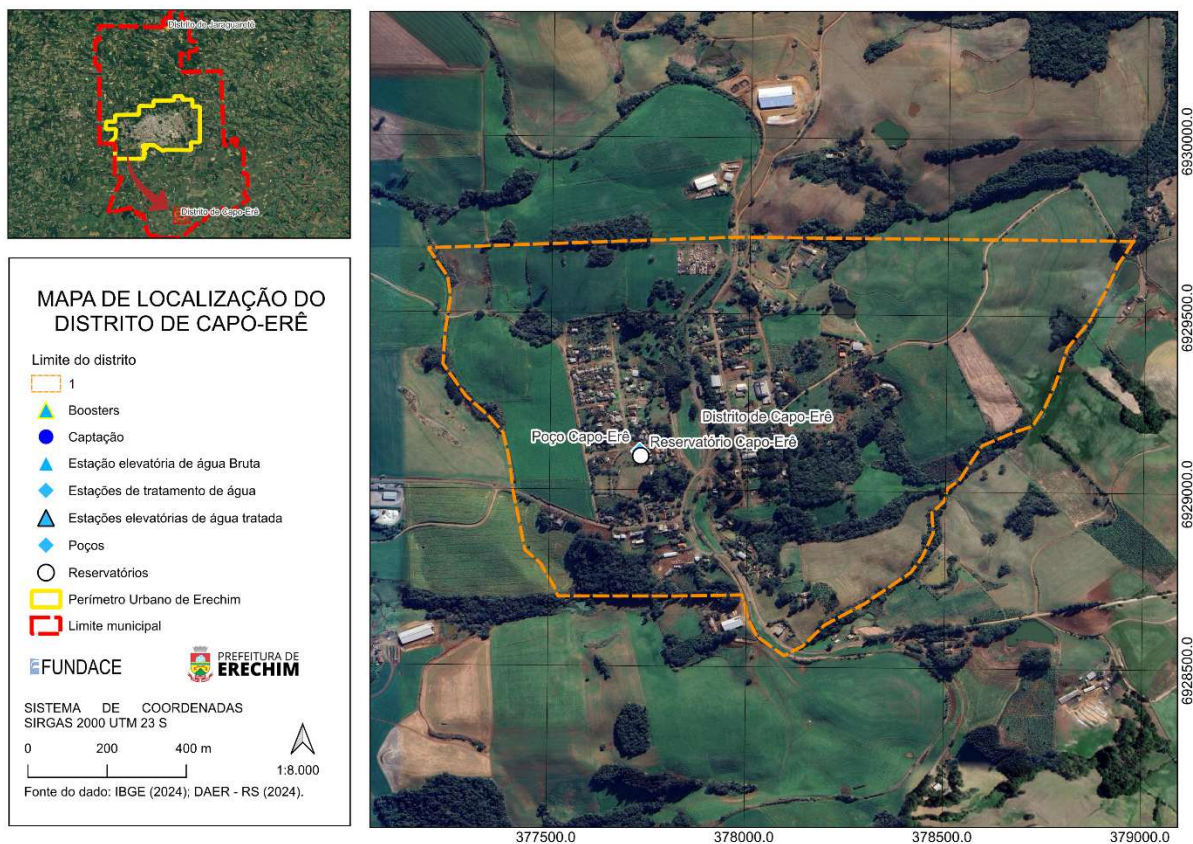 Distrito de Jaraguaretê
Distrito de Capo-Erê
MAPA DE LOCALIZAÇÃO DO
DISTRITO DE CAPO-ERÊ
Limite do distrito
1
Boosters
Captação
Estação elevatória de água Bruta
Estações de tratamento de água
Estações elevatórias de água tratada
Poços
Reservatórios
Perímetro Urbano de Erechim
Limite municipal
FUNDACE
PREFEITURA DE
ERECHIM
SISTEMA DE COORDENADAS
SIRGAS 2000 UTM 23 S
0 200 400 m
1:8.000
Fonte do dado: IBGE (2024); DAER - RS (2024).
Distrito de Capo-Erê
Poço Capo-Erê
Reservatório Capo-Erê
6930000.0
6929500.0
6929000.0
6928500.0
377500.0 378000.0 378500.0 379000.0